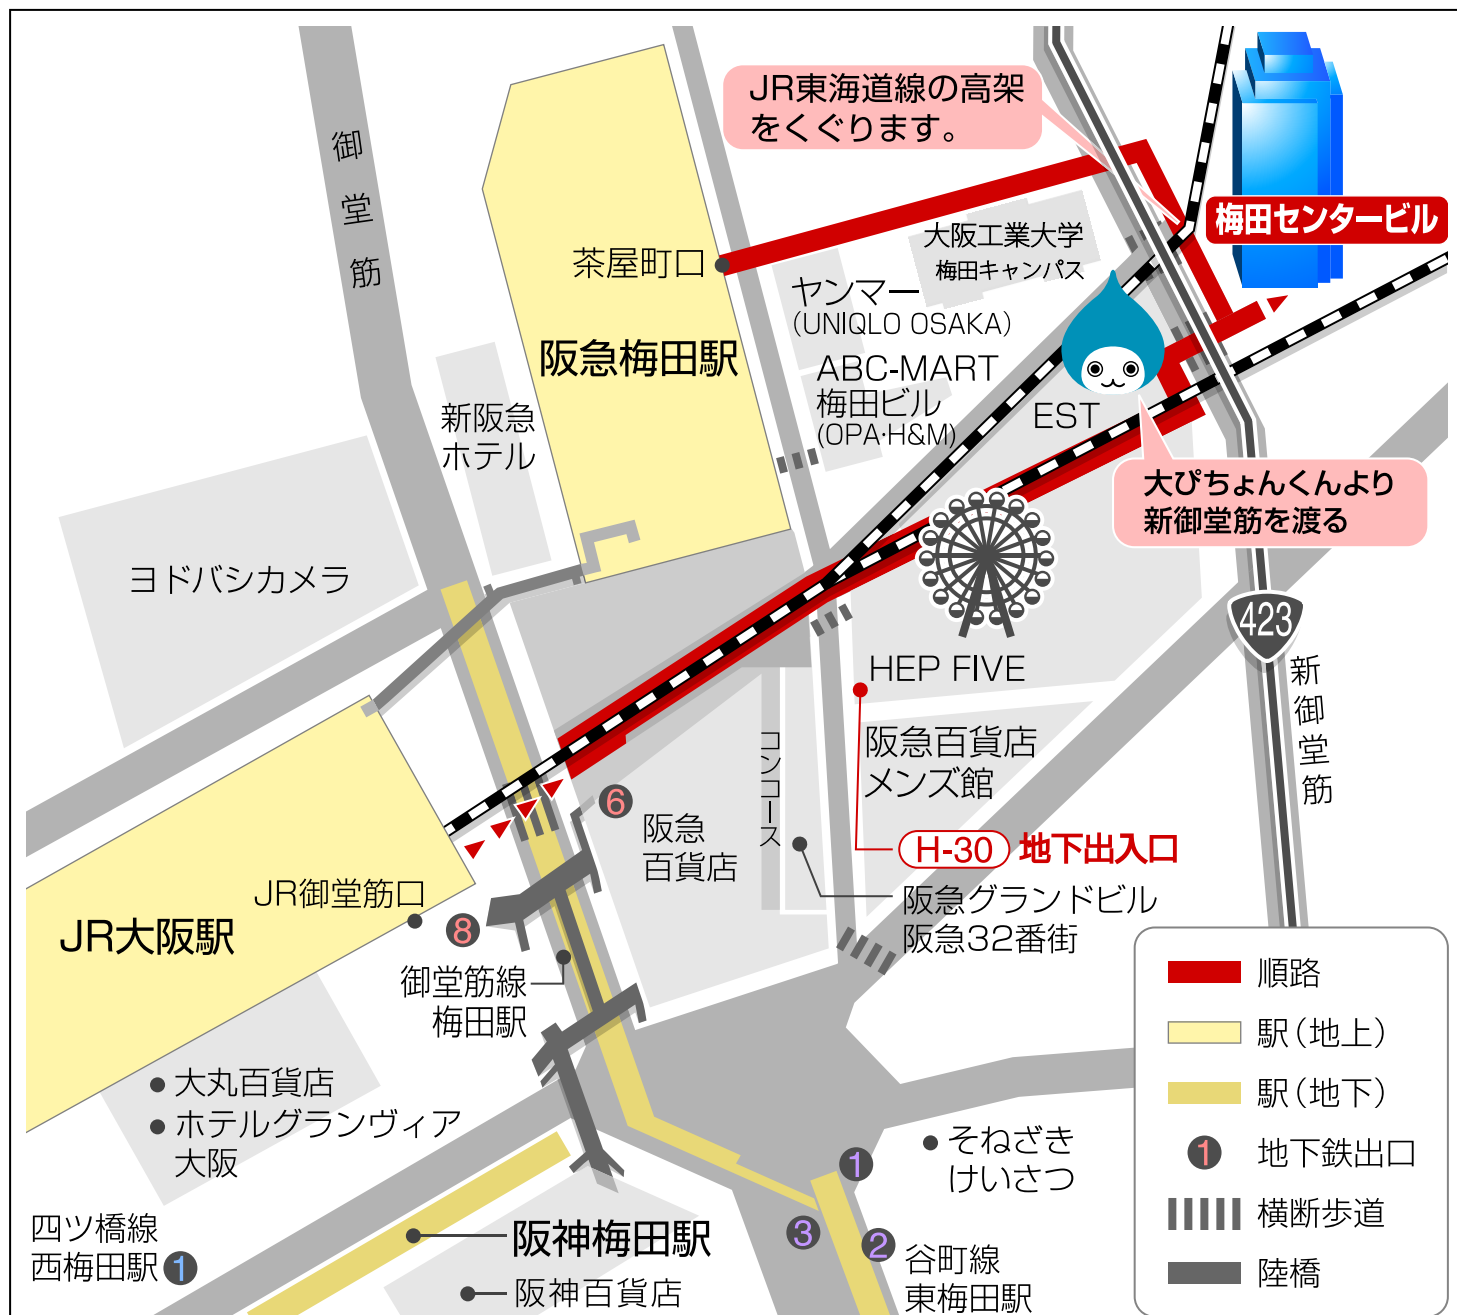 JR東海道線の高架
をくぐります。
御堂筋
梅田センタービル
大阪工業大学
梅田キャンパス
茶屋町口
ヤンマー
(UNIQLO OSAKA)
阪急梅田駅
ABC-MART
梅田ビル
(OPA·H&M)
EST
新阪急
ホテル
大ぴちょんくんより
新御堂筋を渡る
ヨドバシカメラ
423
新御堂筋
HEP FIVE
コンコース
阪急百貨店
メンズ館
6
阪急
百貨店
H-30 地下出入口
JR御堂筋口
阪急グランドビル
阪急32番街
JR大阪駅
8
御堂筋線
梅田駅
大丸百貨店
ホテルグランヴィア
大阪
そねざき
けいさつ
1
3
2
四ツ橋線
西梅田駅 1
阪神梅田駅
阪神百貨店
谷町線
東梅田駅
順路
駅(地上)
駅(地下)
1 地下鉄出口
横断歩道
陸橋